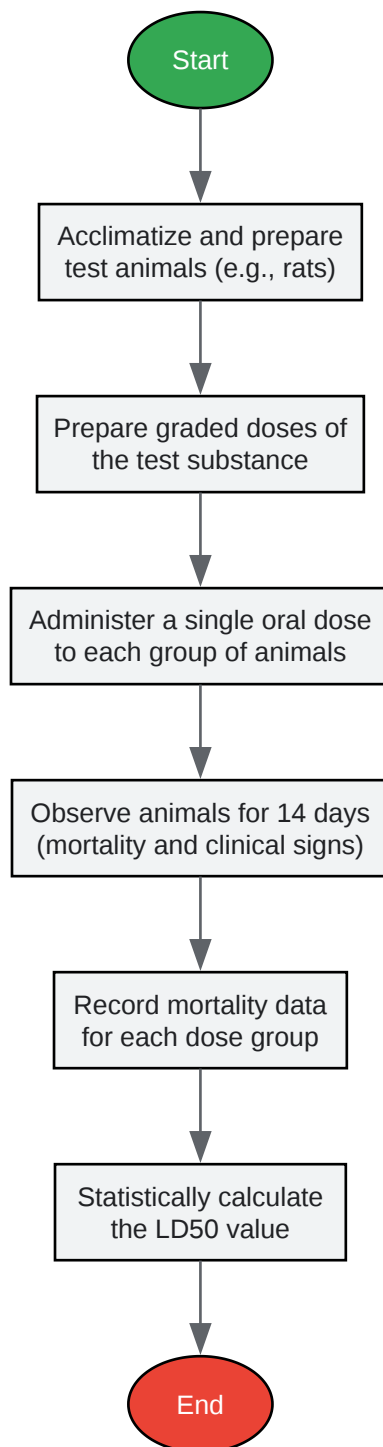 Start
Acclimatize and prepare
test animals (e.g., rats)
Prepare graded doses of
the test substance
Administer a single oral dose
to each group of animals
Observe animals for 14 days
(mortality and clinical signs)
Record mortality data
for each dose group
Statistically calculate
the LD50 value
End